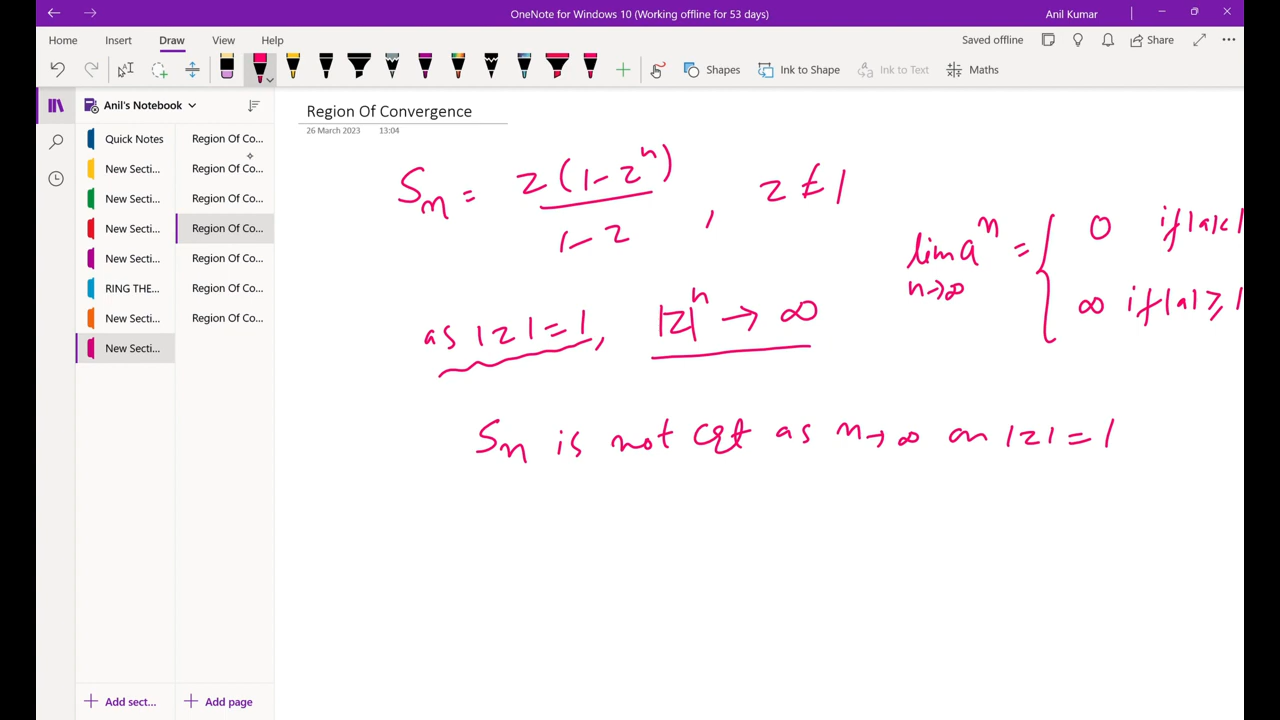 OneNote for Windows 10 (Working offline for 53 days)
Anil Kumar
Home Insert Draw View Help
Saved offline
Share
Shapes
Ink to Shape
Ink to Text
Maths
Anil's Notebook
Quick Notes
New Secti...
New Secti...
New Secti...
New Secti...
RING THE...
New Secti...
New Secti...
Add sect...
Region Of Co...
Region Of Co...
Region Of Co...
Region Of Co...
Region Of Co...
Region Of Co...
Region Of Co...
Add page
Region Of Convergence
26 March 2023 13:04
Sn = z(1-z^n) / 1-z , z ≠ 1
lim a^n n→∞ = { 0 if |a|<1
∞ if |a| ≥ 1
as |z| = 1, |z|^n → ∞
Sn is not cgt as n→∞ on |z| = 1